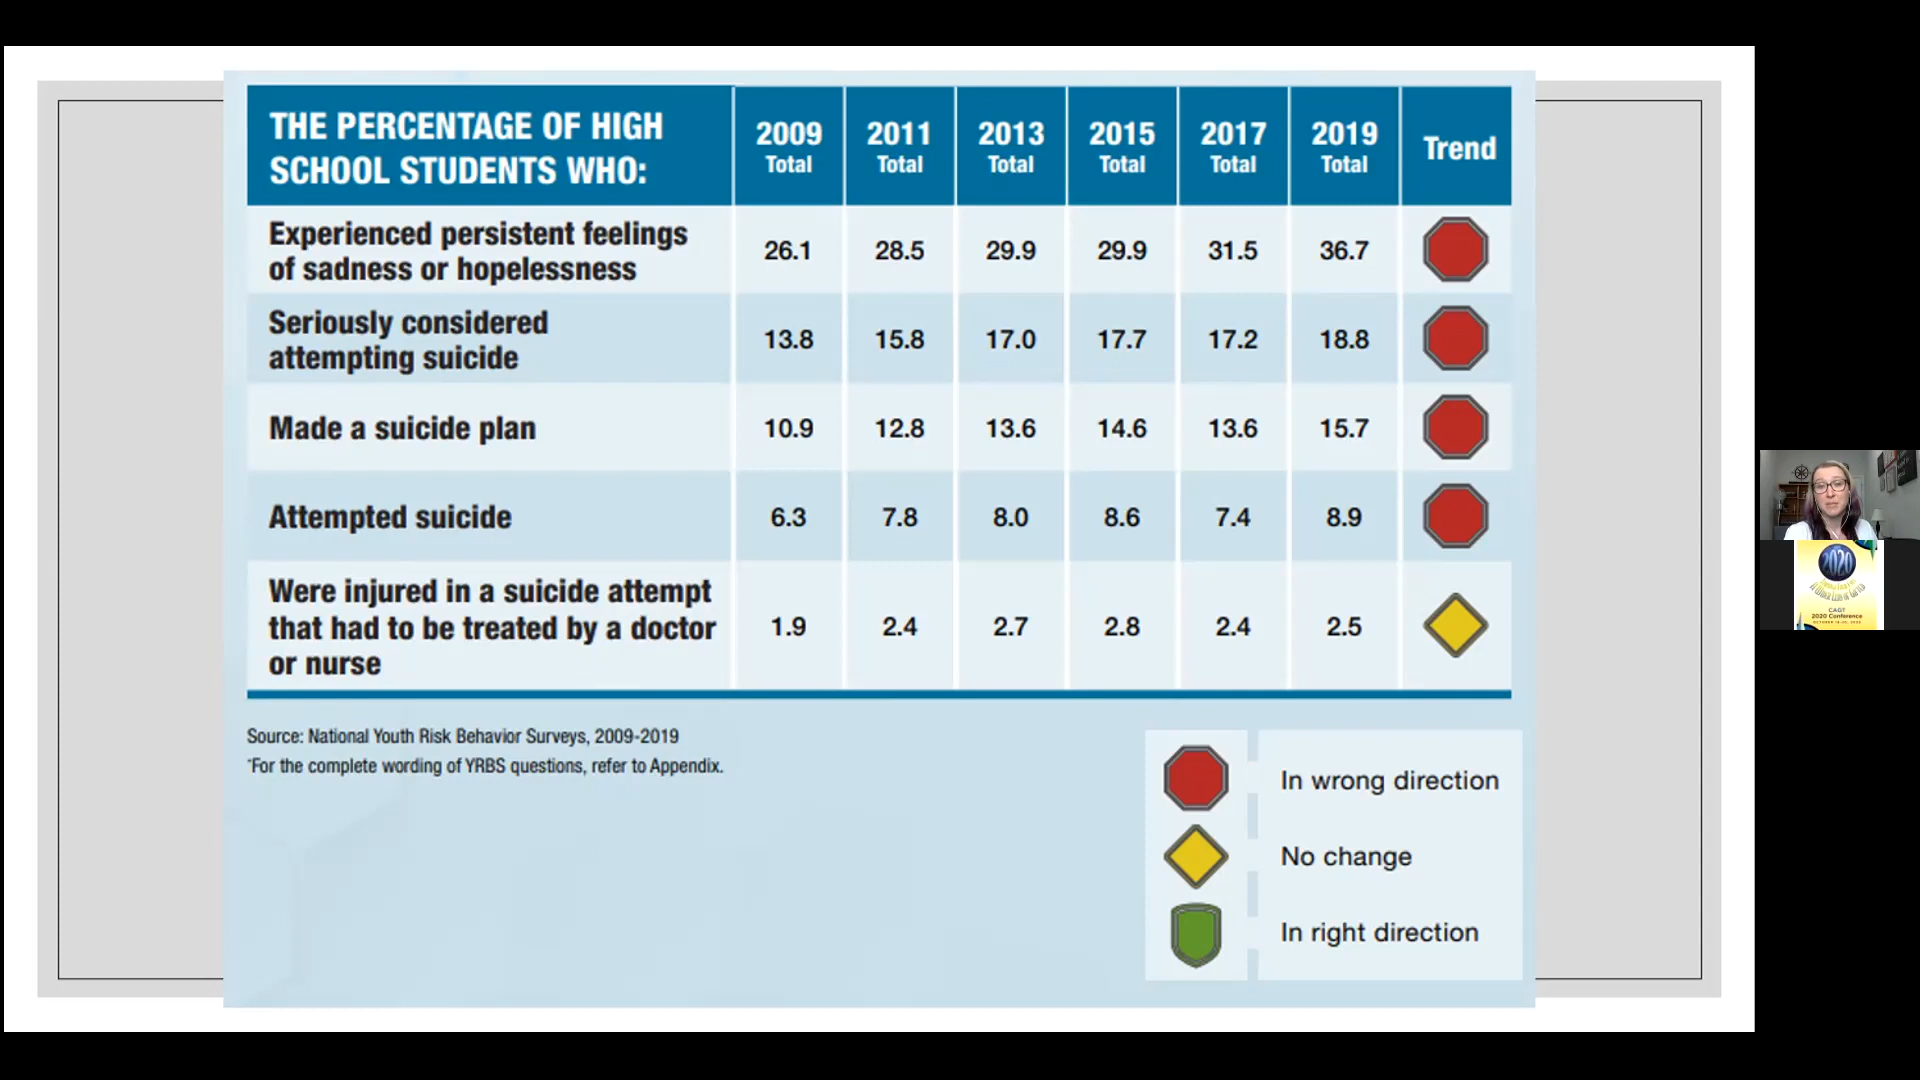 THE PERCENTAGE OF HIGH
SCHOOL STUDENTS WHO:
2009 Total
2011 Total
2013 Total
2015 Total
2017 Total
2019 Total
Trend
Experienced persistent feelings
of sadness or hopelessness
26.1 28.5 29.9 29.9 31.5 36.7
Seriously considered
attempting suicide
13.8 15.8 17.0 17.7 17.2 18.8
Made a suicide plan
10.9 12.8 13.6 14.6 13.6 15.7
Attempted suicide
6.3 7.8 8.0 8.6 7.4 8.9
Were injured in a suicide attempt
that had to be treated by a doctor
or nurse
1.9 2.4 2.7 2.8 2.4 2.5
Source: National Youth Risk Behavior Surveys, 2009-2019
*For the complete wording of YRBS questions, refer to Appendix.
In wrong direction
No change
In right direction
2020
CAGT
2020 Conference